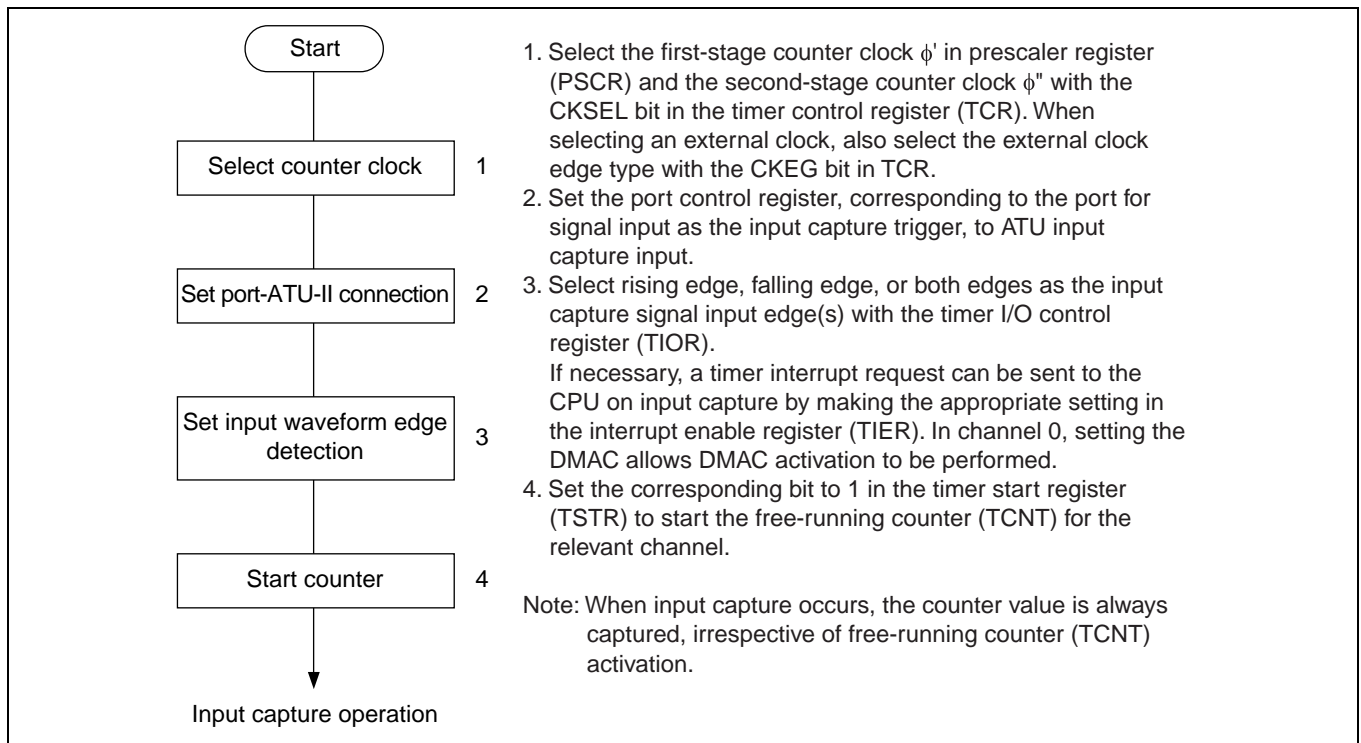 Start
Select counter clock
1
Set port-ATU-II connection
2
Set input waveform edge
detection
3
Start counter
4
Input capture operation
1. Select the first-stage counter clock ϕ' in prescaler register
(PSCR) and the second-stage counter clock ϕ" with the
CKSEL bit in the timer control register (TCR). When
selecting an external clock, also select the external clock
edge type with the CKEG bit in TCR.
2. Set the port control register, corresponding to the port for
signal input as the input capture trigger, to ATU input
capture input.
3. Select rising edge, falling edge, or both edges as the input
capture signal input edge(s) with the timer I/O control
register (TIOR).
If necessary, a timer interrupt request can be sent to the
CPU on input capture by making the appropriate setting in
the interrupt enable register (TIER). In channel 0, setting the
DMAC allows DMAC activation to be performed.
4. Set the corresponding bit to 1 in the timer start register
(TSTR) to start the free-running counter (TCNT) for the
relevant channel.
Note: When input capture occurs, the counter value is always
captured, irrespective of free-running counter (TCNT)
activation.